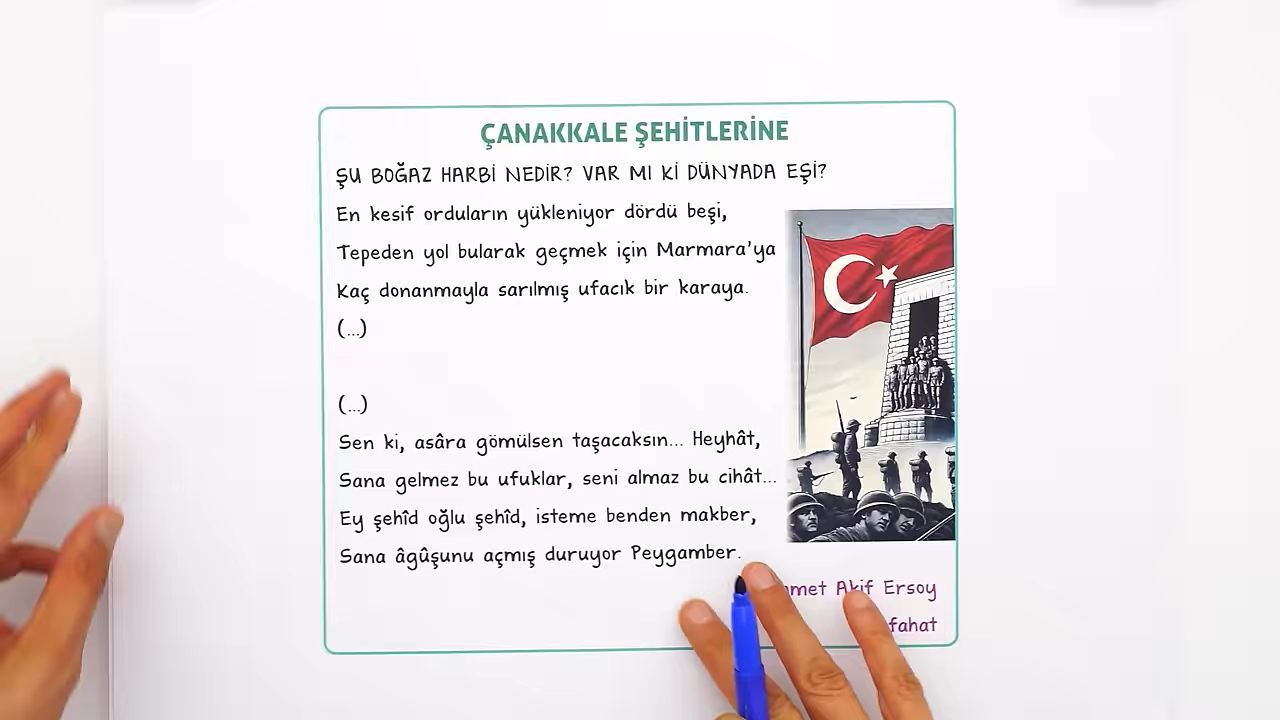 ÇANAKKALE ŞEHİTLERİNE
ŞU BOĞAZ HARBİ NEDİR? VAR MI Kİ DÜNYADA EŞİ?
En kesif orduların yükleniyor dördü beşi,
Tepeden yol bularak geçmek için Marmara'ya
Kaç donanmayla sarılmış ufacık bir karaya.
(...)
(...)
Sen ki, asâra gömülsen taşacaksın... Heyhât,
Sana gelmez bu ufuklar, seni almaz bu cihât...
Ey şehîd oğlu şehîd, isteme benden makber,
Sana âgûşunu açmış duruyor Peygamber.
Akif Ersoy